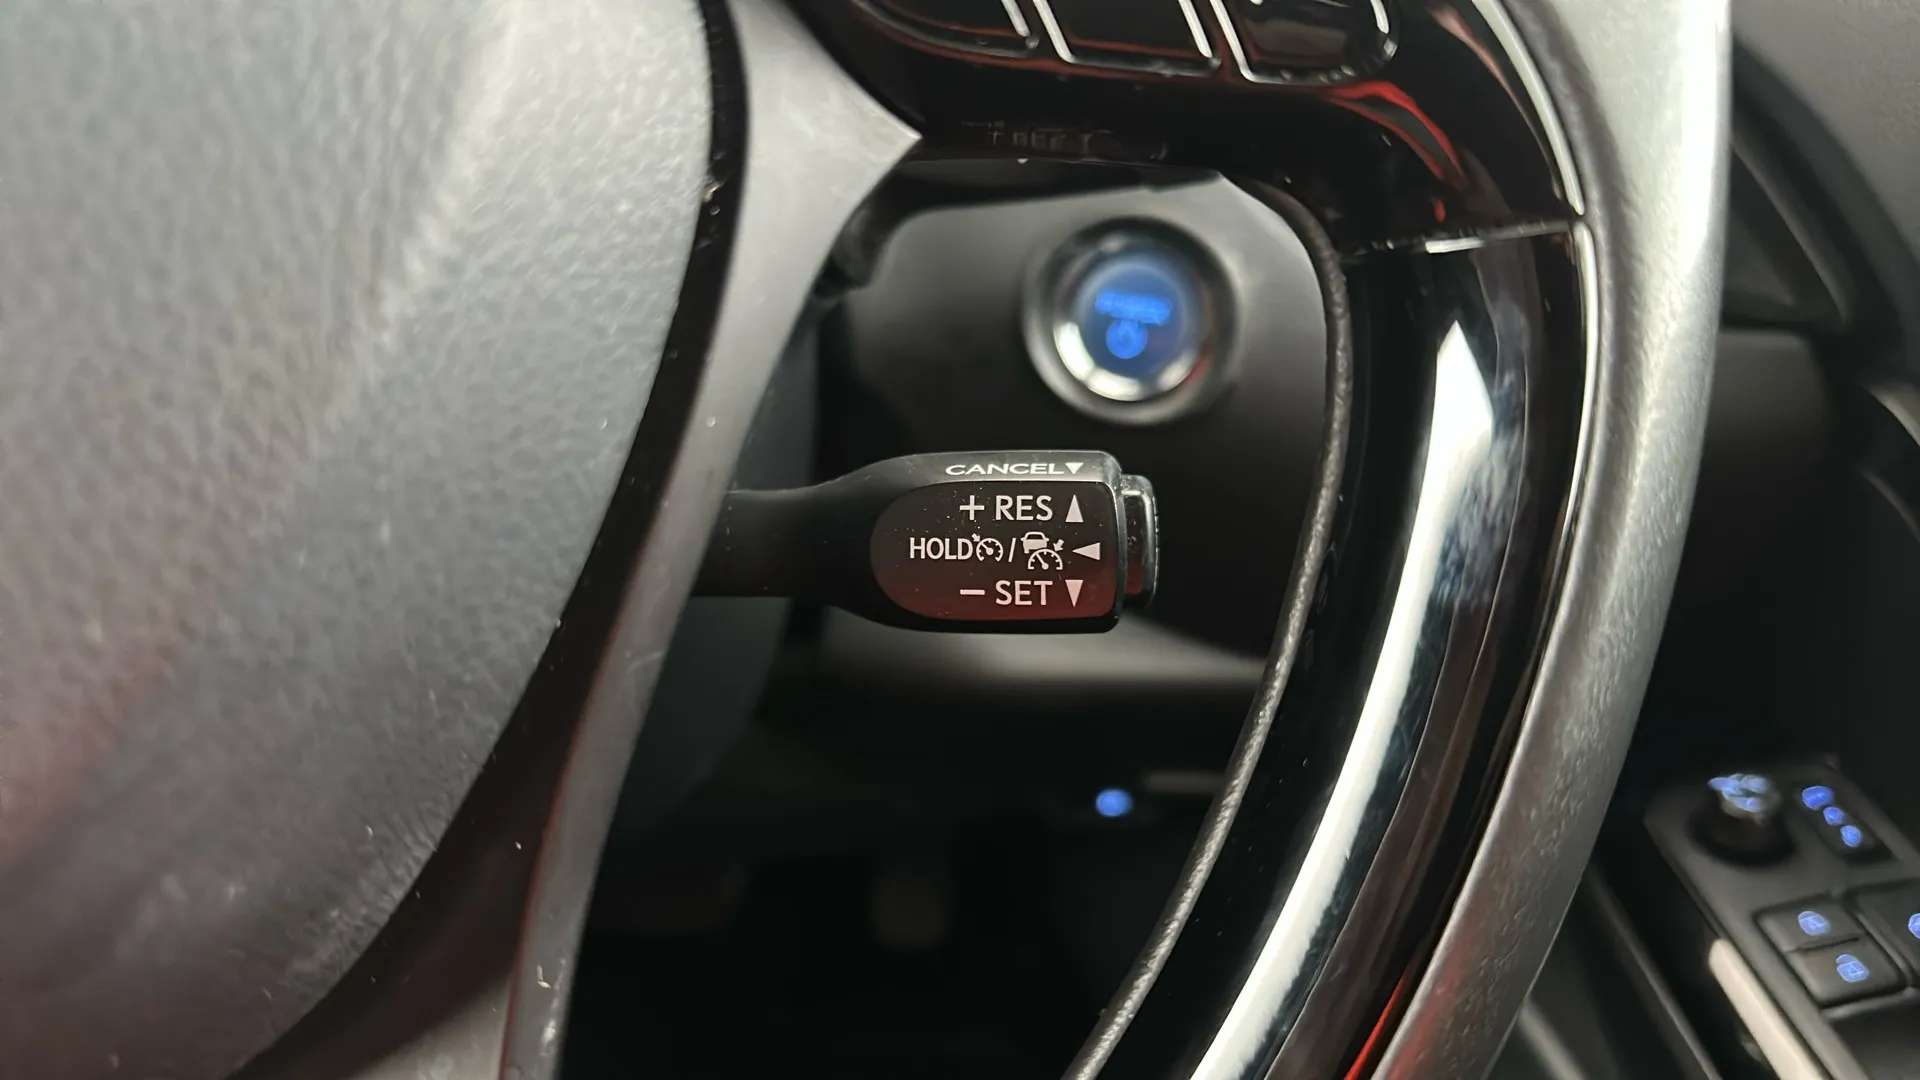 CANCEL▼
+ RES ▲
HOLD / ◄
− SET ▼